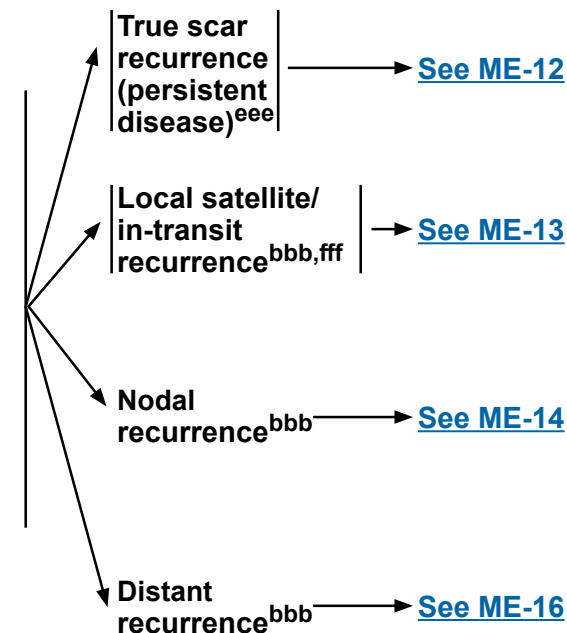 True scar
recurrence
(persistent
disease)eee
See ME-12
Local satellite/
in-transit
recurrencebbb,fff
See ME-13
Nodal
recurrencebbb
See ME-14
Distant
recurrencebbb
See ME-16